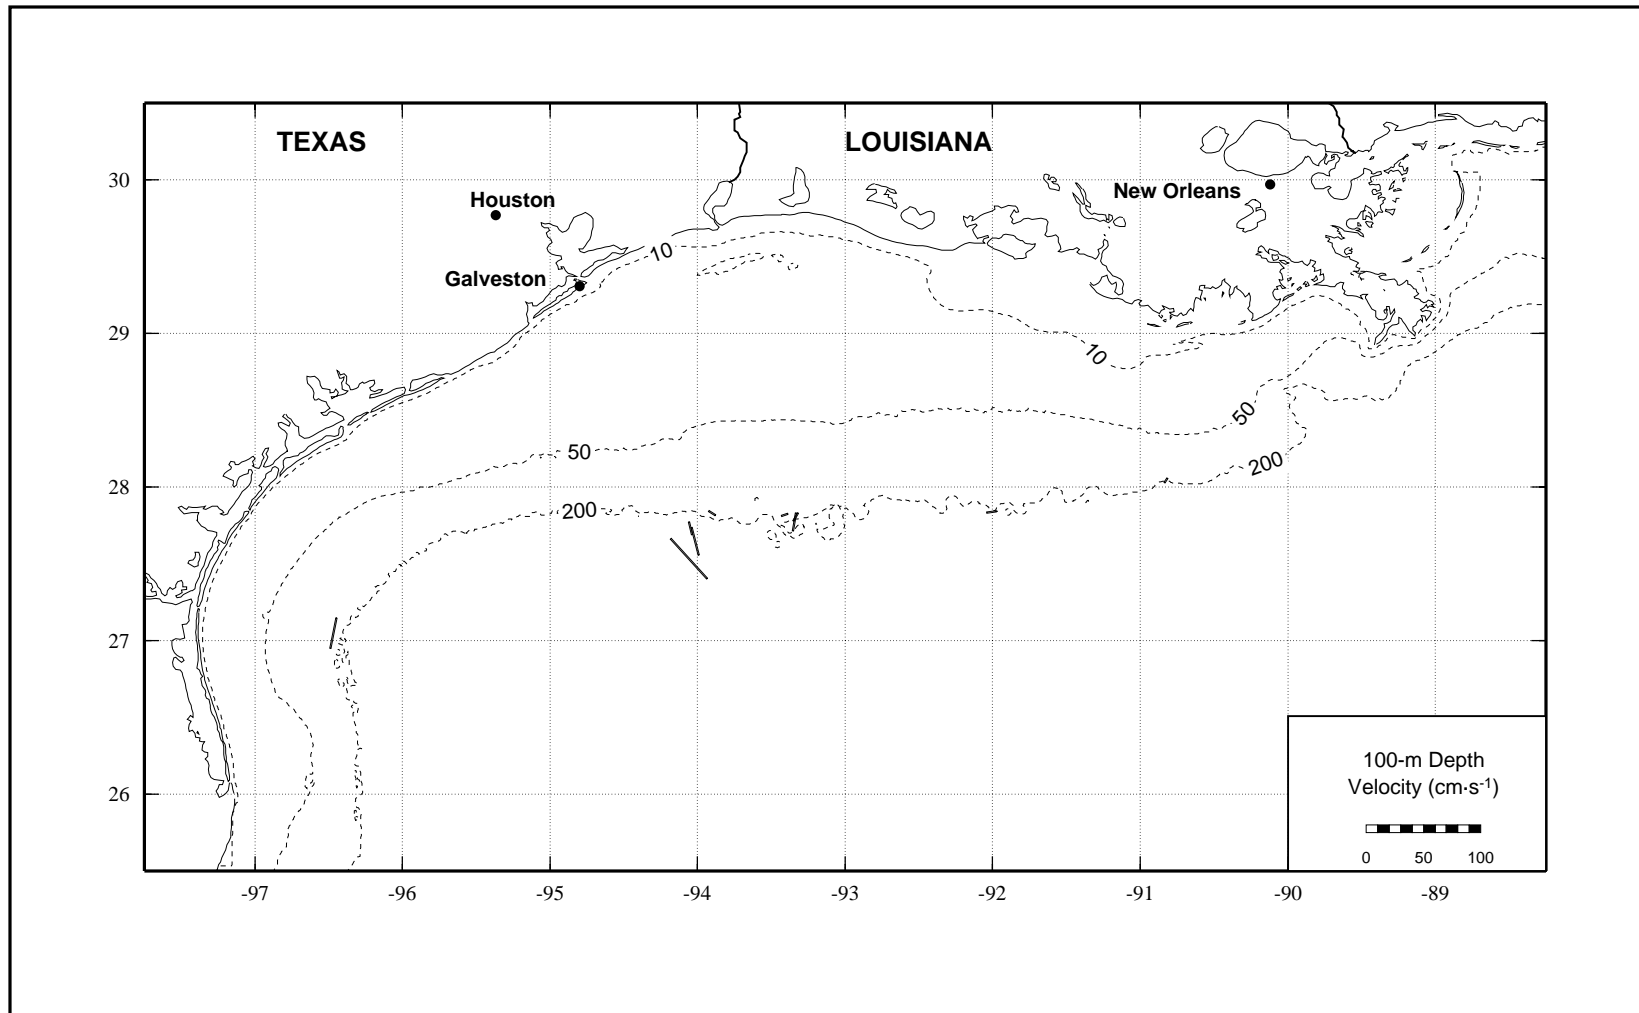 TEXAS
LOUISIANA
30
New Orleans
Houston
10
Galveston
29
10
50
50
200
28
200
27
100-m Depth
Velocity (cm·s-1)
26
0 50 100
-97 -96 -95 -94 -93 -92 -91 -90 -89